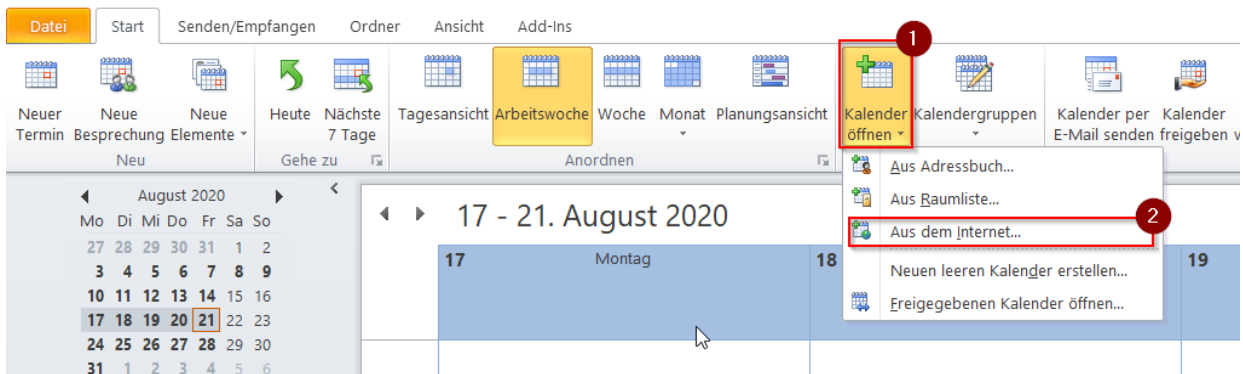 Datei Start Senden/Empfangen Ordner Ansicht Add-Ins
1
Neuer Neue Neue Heute Nächste Tagesansicht Arbeitswoche Woche Monat Planungsansicht Kalender Kalendergruppen Kalender per Kalender
Termin Besprechung Elemente 7 Tage öffnen E-Mail senden freigeben
Neu Gehe zu Anordnen
Aus Adressbuch...
Aus Raumliste...
2
Aus dem Internet...
Neuen leeren Kalender erstellen...
Freigegebenen Kalender öffnen...
August 2020
Mo Di Mi Do Fr Sa So
27 28 29 30 31 1 2
3 4 5 6 7 8 9
10 11 12 13 14 15 16
17 18 19 20 21 22 23
24 25 26 27 28 29 30
31 1 2 3 4 5 6
17 - 21. August 2020
17 Montag 18 19